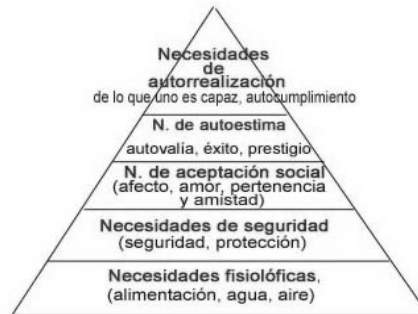 Necesidades
de
autorrealización
de lo que uno es capaz, autocumplimiento
N. de autoestima
autovalía, éxito, prestigio
N. de aceptación social
(afecto, amor, pertenencia
y amistad)
Necesidades de seguridad
(seguridad, protección)
Necesidades fisiolóficas,
(alimentación, agua, aire)